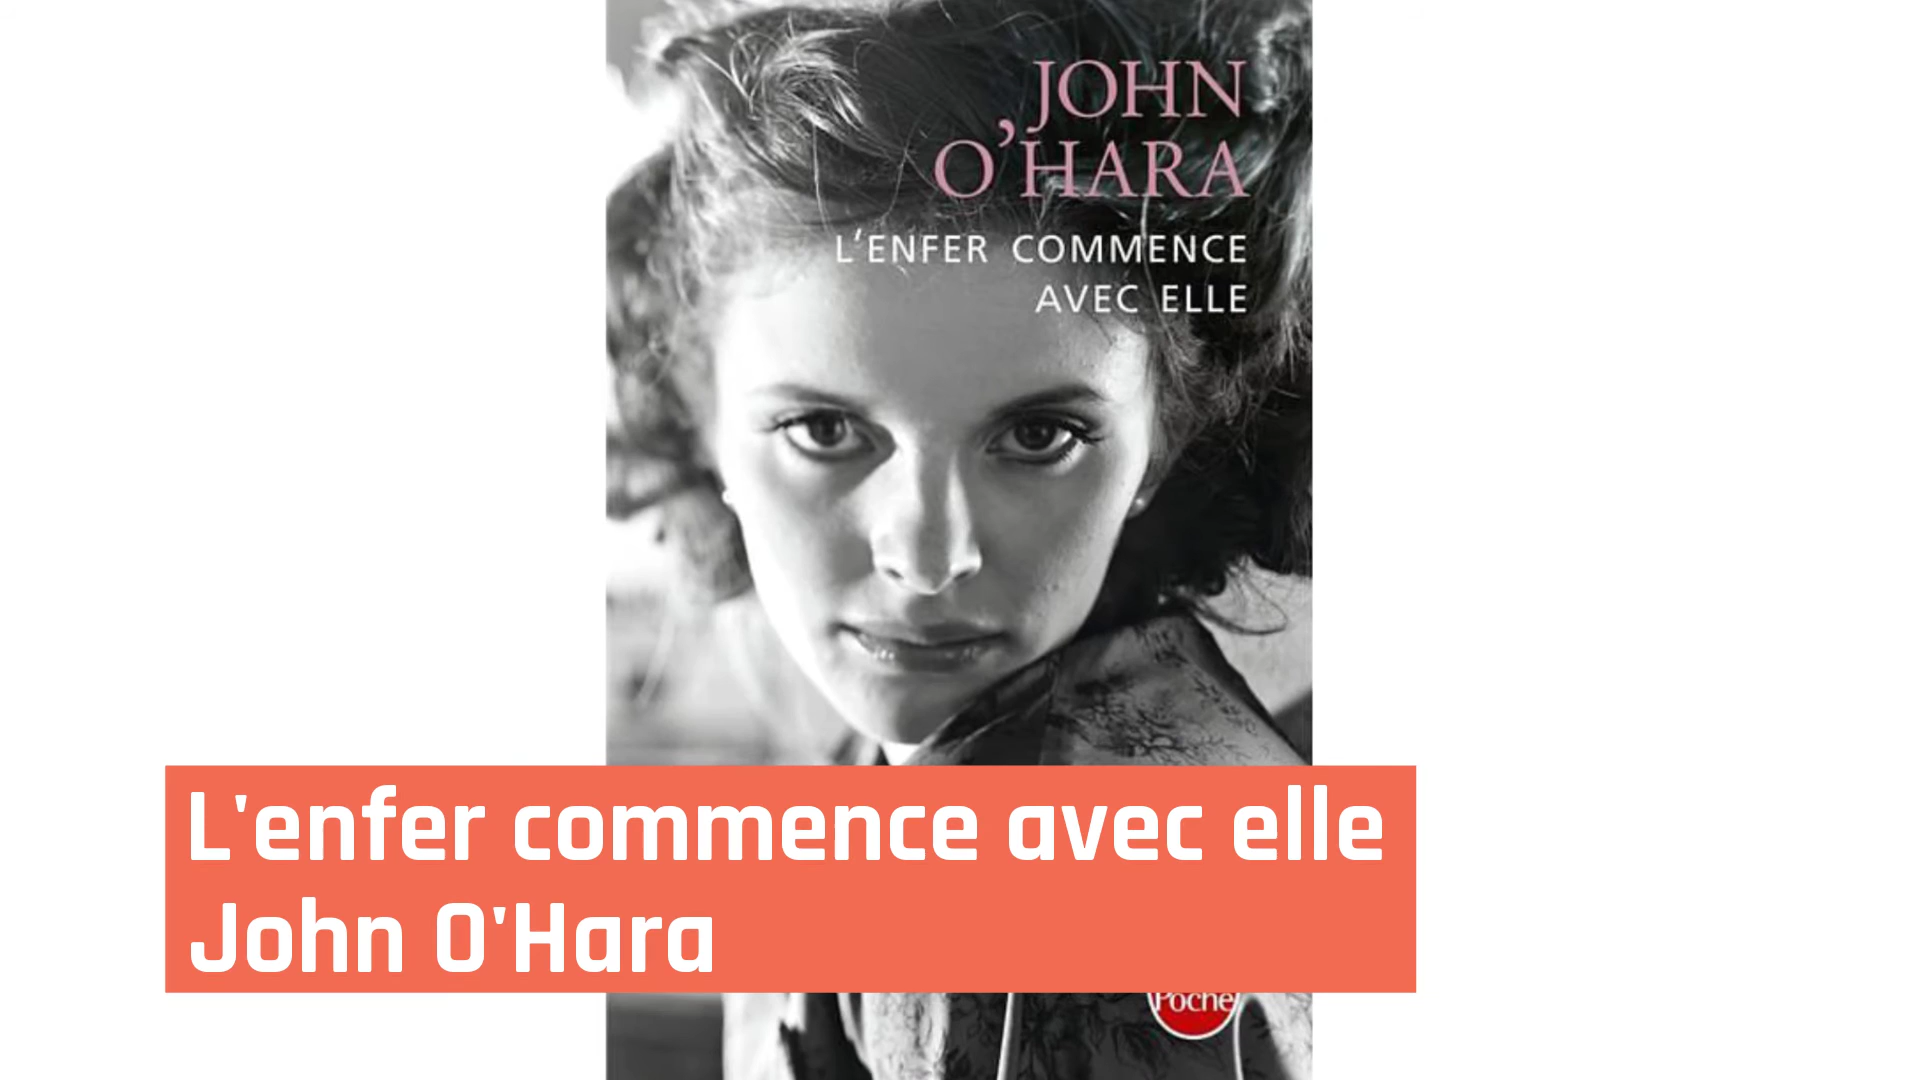 JOHN
O'HARA
L'ENFER COMMENCE
AVEC ELLE
L'enfer commence avec elle
John O'Hara
Poche